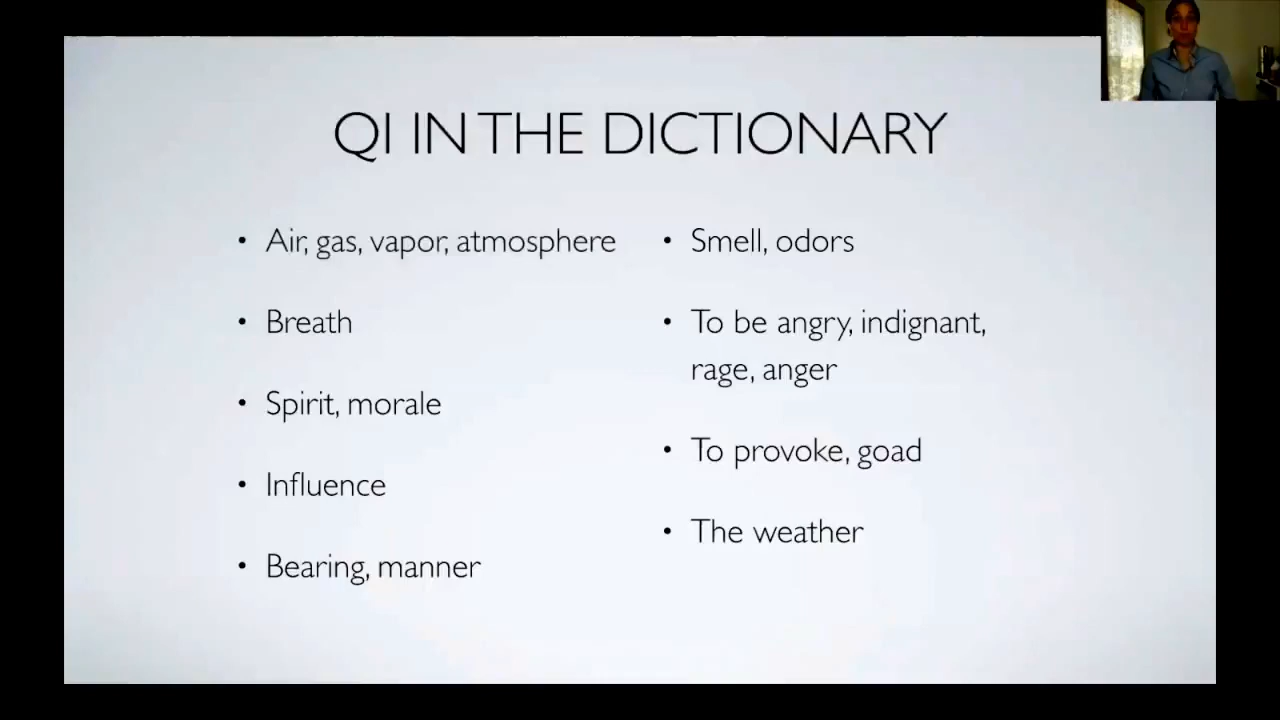 QI IN THE DICTIONARY
• Air, gas, vapor, atmosphere
• Breath
• Spirit, morale
• Influence
• Bearing, manner
• Smell, odors
• To be angry, indignant,
rage, anger
• To provoke, goad
• The weather